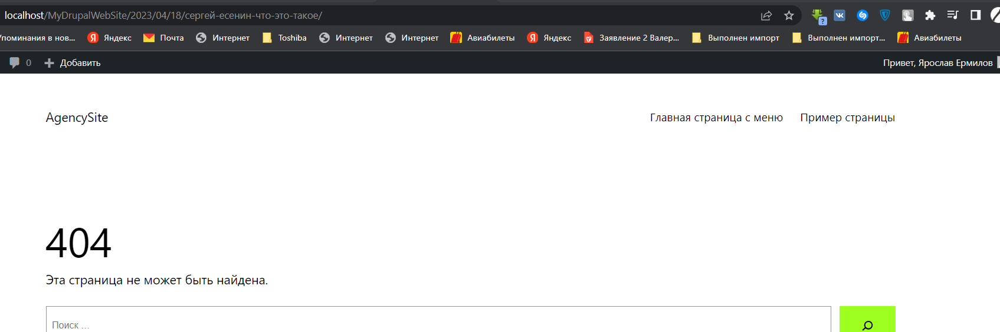 localhost/MyDrupalWebSite/2023/04/18/сергей-есенин-что-это-такое/
?
упоминания в нов... Яндекс Почта Интернет Toshiba Интернет Интернет Авиабилеты Яндекс Заявление 2 Валер... Выполнен импорт Выполнен импорт... Авиабилеты
0 Добавить Привет, Ярослав Ермилов
AgencySite Главная страница с меню Пример страницы
404
Эта страница не может быть найдена.
Поиск ...